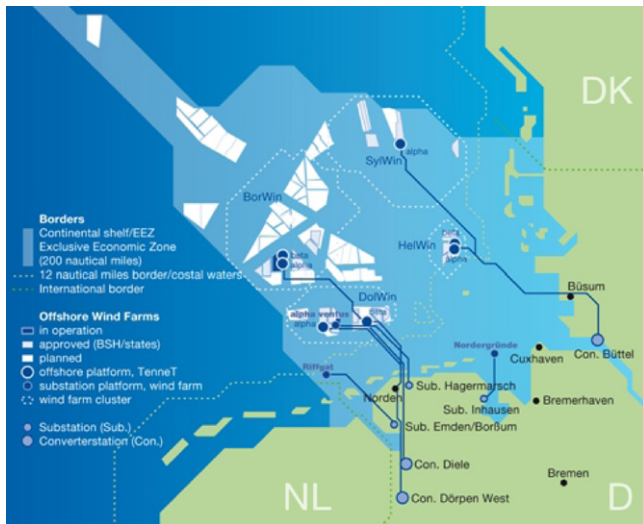 DK
alpha
SylWin
BorWin
beta
HelWin
alpha
beta
alpha
DolWin
alpha ventus
alpha
beta
Büsum
Nordergründe
Con. Büttel
Cuxhaven
Riffgat
Sub. Hagermarsch
Norden
Sub. Inhausen
Bremerhaven
Sub. Emden/Borßum
Con. Diele
Bremen
Con. Dörpen West
NL
D
Borders
Continental shelf/EEZ
Exclusive Economic Zone
(200 nautical miles)
12 nautical miles border/costal waters
International border
Offshore Wind Farms
in operation
approved (BSH/states)
planned
offshore platform, TenneT
substation platform, wind farm
wind farm cluster
Substation (Sub.)
Converterstation (Con.)